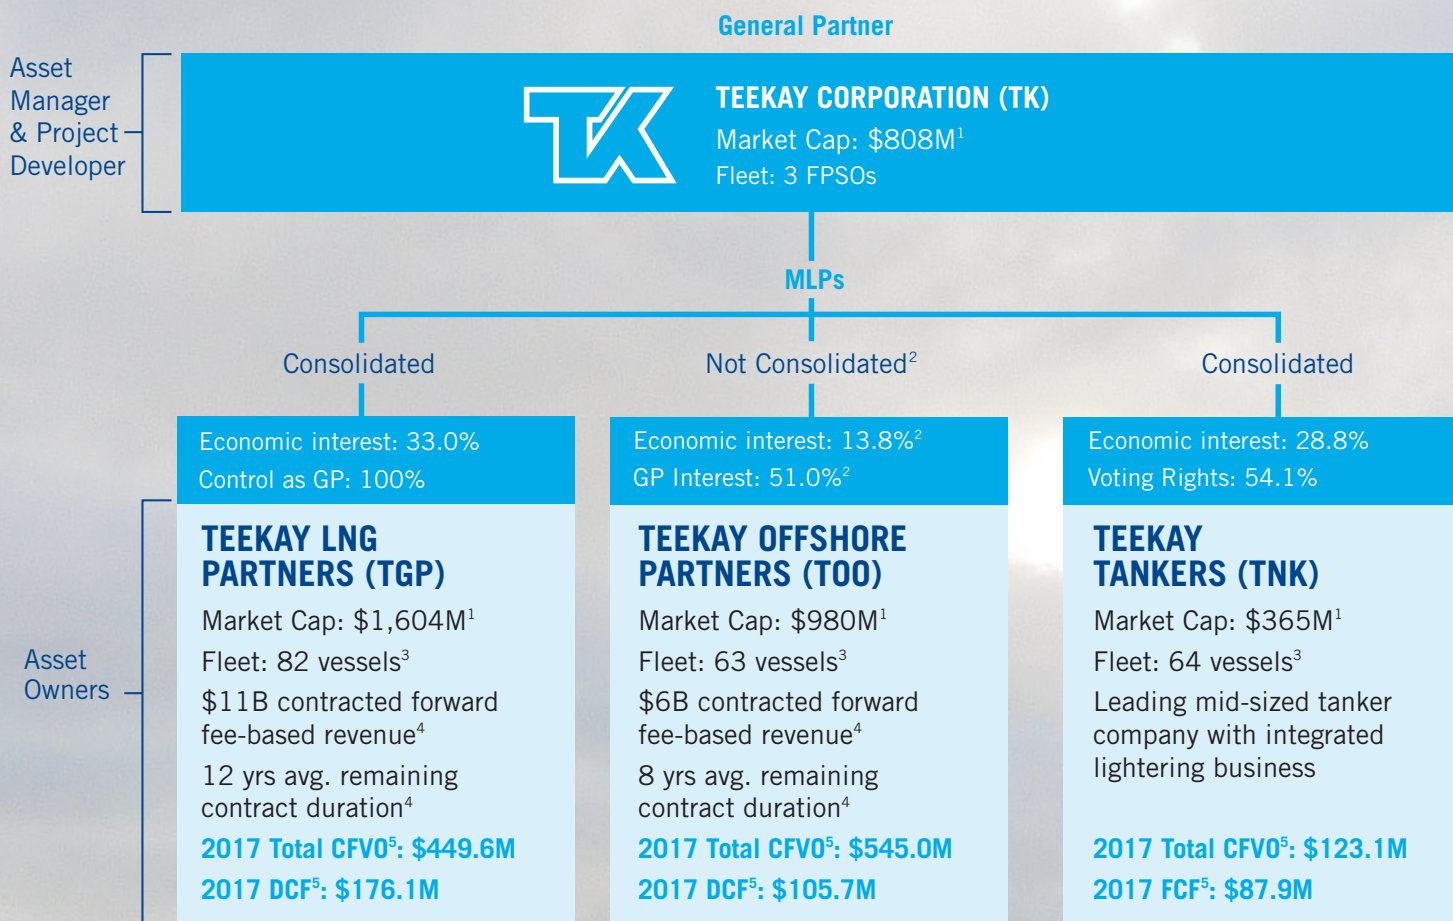 General Partner
Asset
Manager
& Project
Developer
TK
TEEKAY CORPORATION (TK)
Market Cap: $808M¹
Fleet: 3 FPSOs
MLPs
Consolidated
Not Consolidated²
Consolidated
Economic interest: 33.0%
Control as GP: 100%
Economic interest: 13.8%²
GP Interest: 51.0%²
Economic interest: 28.8%
Voting Rights: 54.1%
Asset
Owners
TEEKAY LNG
PARTNERS (TGP)
Market Cap: $1,604M¹
Fleet: 82 vessels³
$11B contracted forward
fee-based revenue⁴
12 yrs avg. remaining
contract duration⁴
2017 Total CFVO⁵: $449.6M
2017 DCF⁵: $176.1M
TEEKAY OFFSHORE
PARTNERS (TOO)
Market Cap: $980M¹
Fleet: 63 vessels³
$6B contracted forward
fee-based revenue⁴
8 yrs avg. remaining
contract duration⁴
2017 Total CFVO⁵: $545.0M
2017 DCF⁵: $105.7M
TEEKAY
TANKERS (TNK)
Market Cap: $365M¹
Fleet: 64 vessels³
Leading mid-sized tanker
company with integrated
lightering business
2017 Total CFVO⁵: $123.1M
2017 FCF⁵: $87.9M